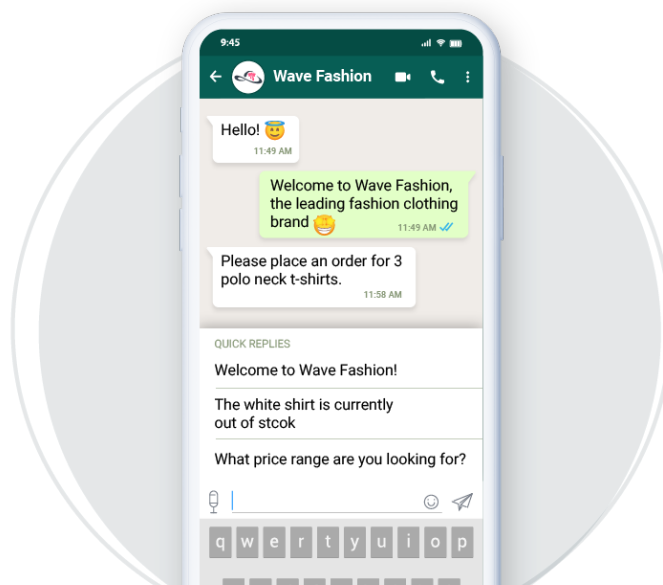 9:45
Wave Fashion
Hello! 😇
11:49 AM
Welcome to Wave Fashion,
the leading fashion clothing
brand 😁
11:49 AM
Please place an order for 3
polo neck t-shirts.
11:58 AM
QUICK REPLIES
Welcome to Wave Fashion!
The white shirt is currently
out of stcok
What price range are you looking for?
q w e r t y u i o p